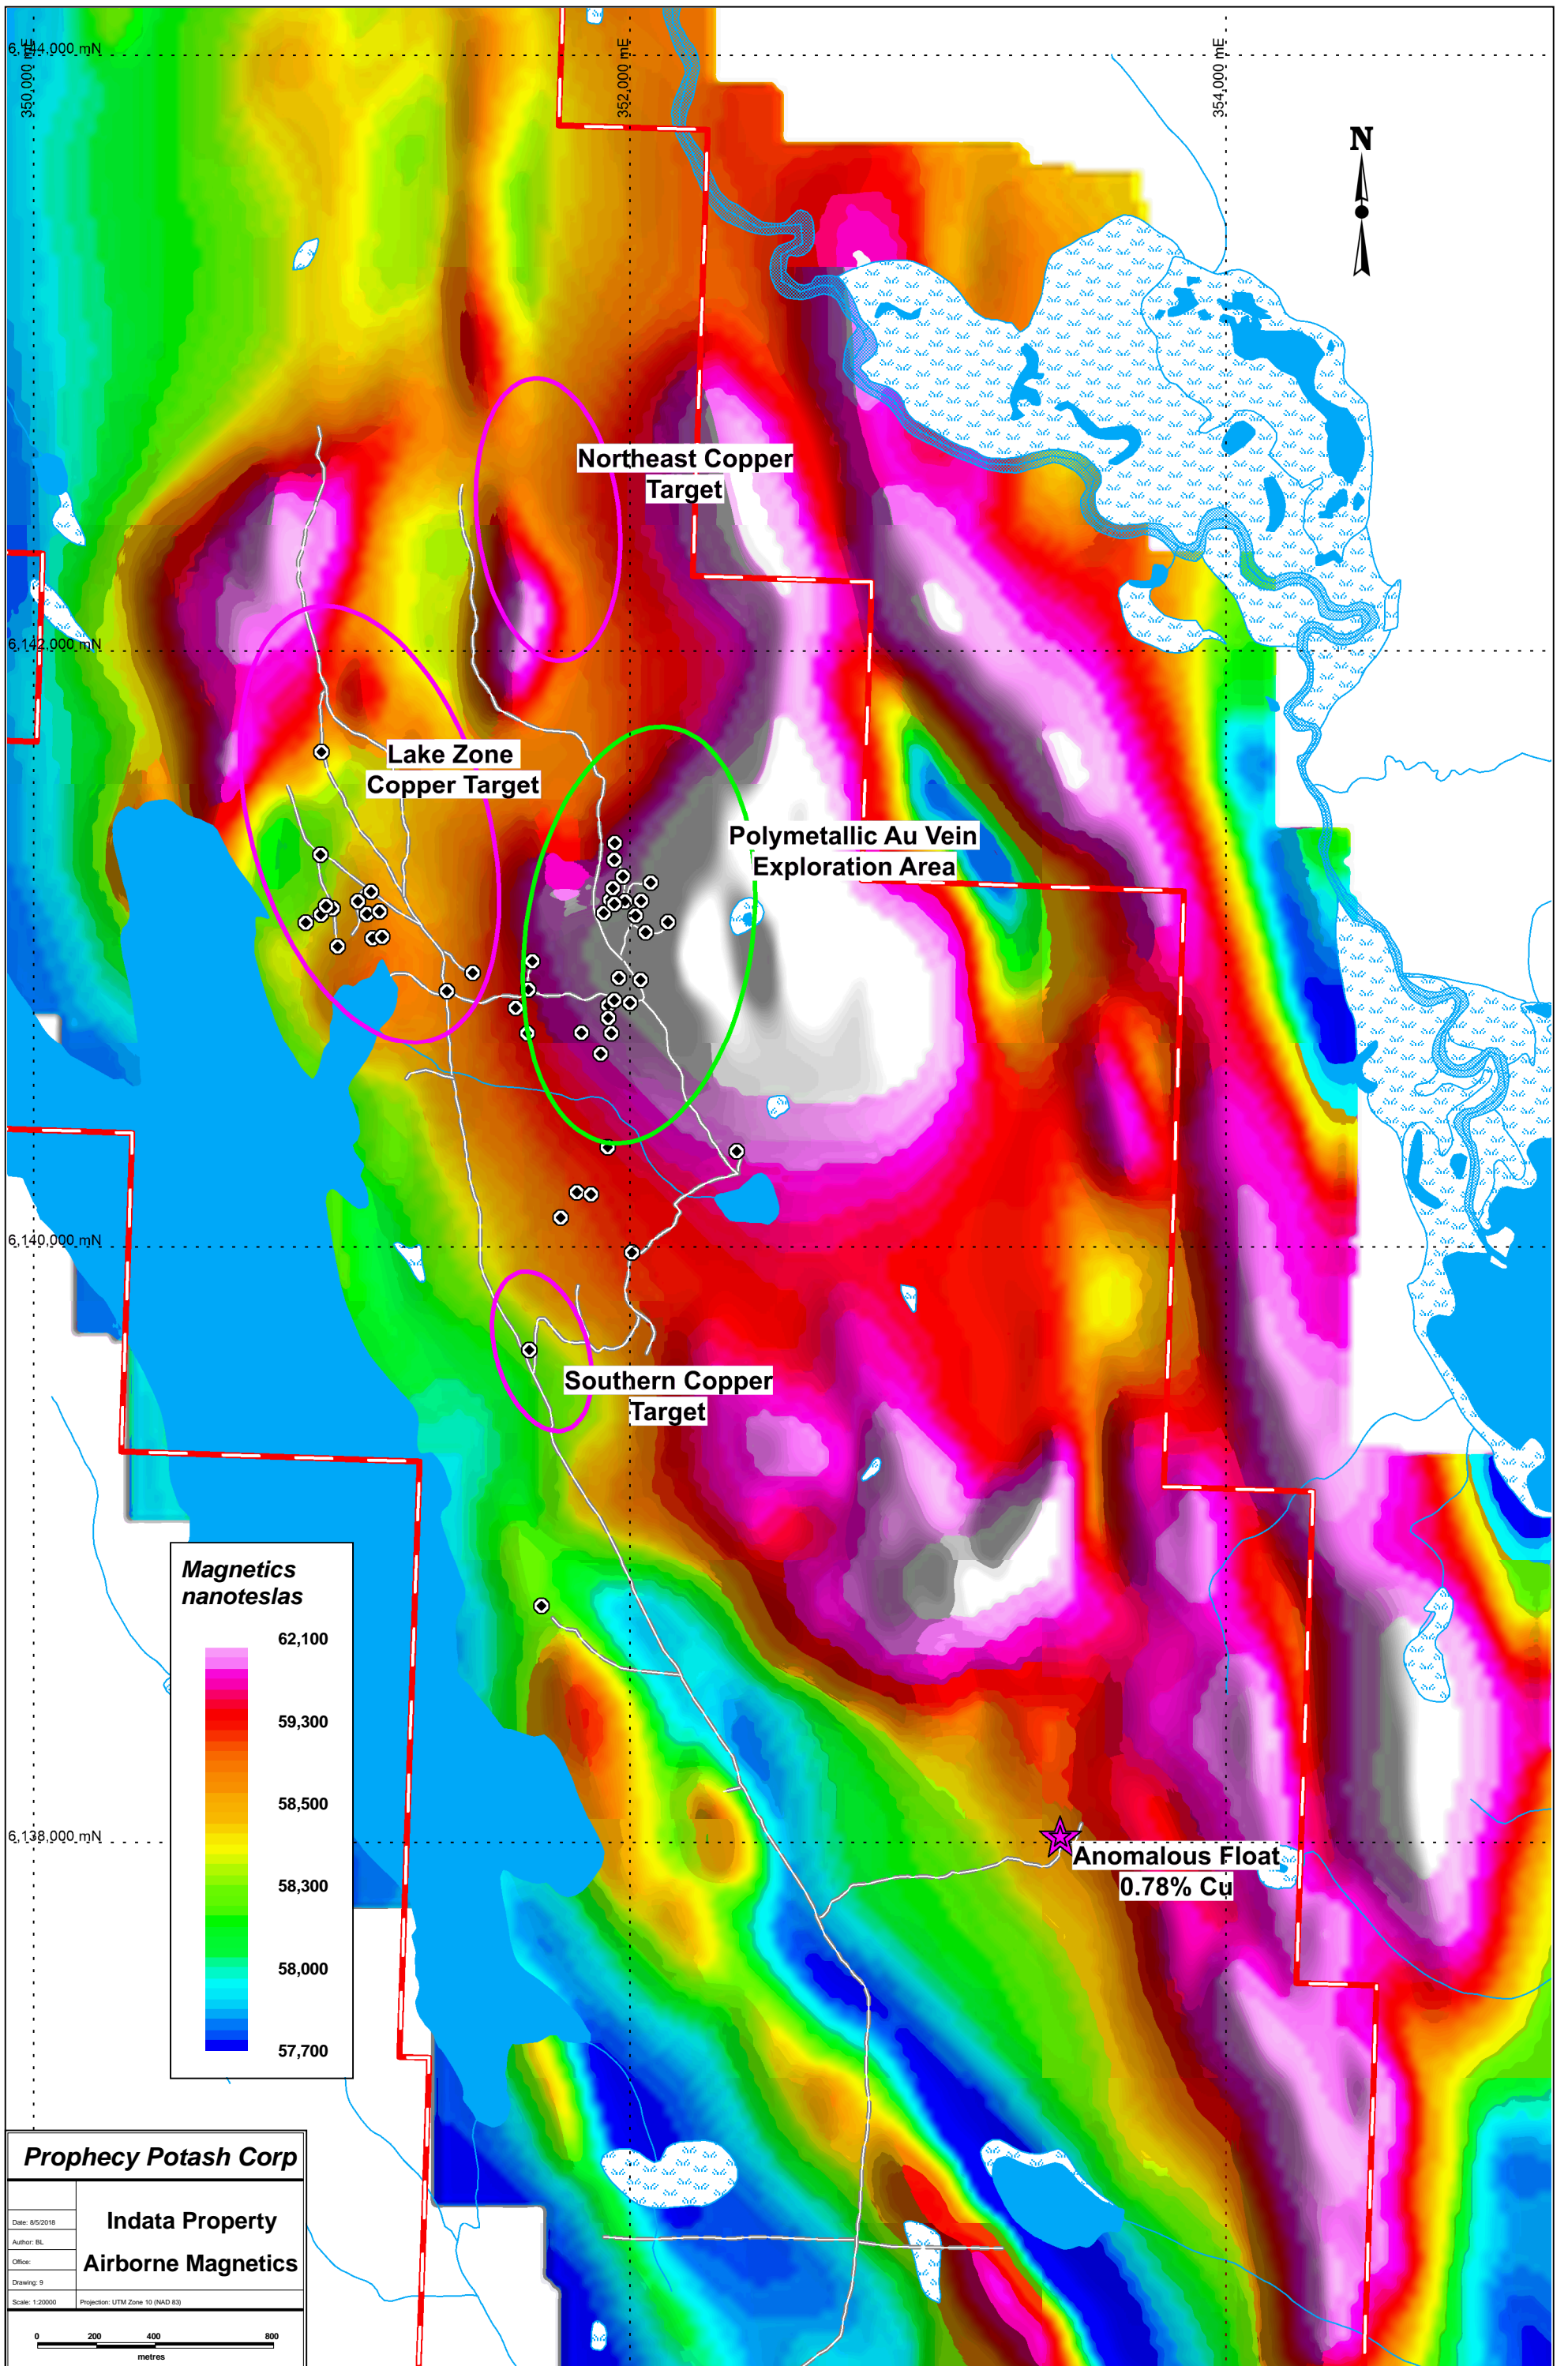 6,144,000 mN
350,000 mE
352,000 mE
354,000 mE
N
Northeast Copper
Target
6,142,000 mN
Lake Zone
Copper Target
Polymetallic Au Vein
Exploration Area
6,140,000 mN
Southern Copper
Target
Magnetics
nanoteslas
62,100
59,300
58,500
58,300
58,000
57,700
6,138,000 mN
Anomalous Float
0.78% Cu
Prophecy Potash Corp
Indata Property
Airborne Magnetics
Date: 8/5/2016
Author: BL
Office:
Drawing: 9
Scale: 1:20000
Projection: UTM Zone 10 (NAD 83)
0 200 400 800
metres